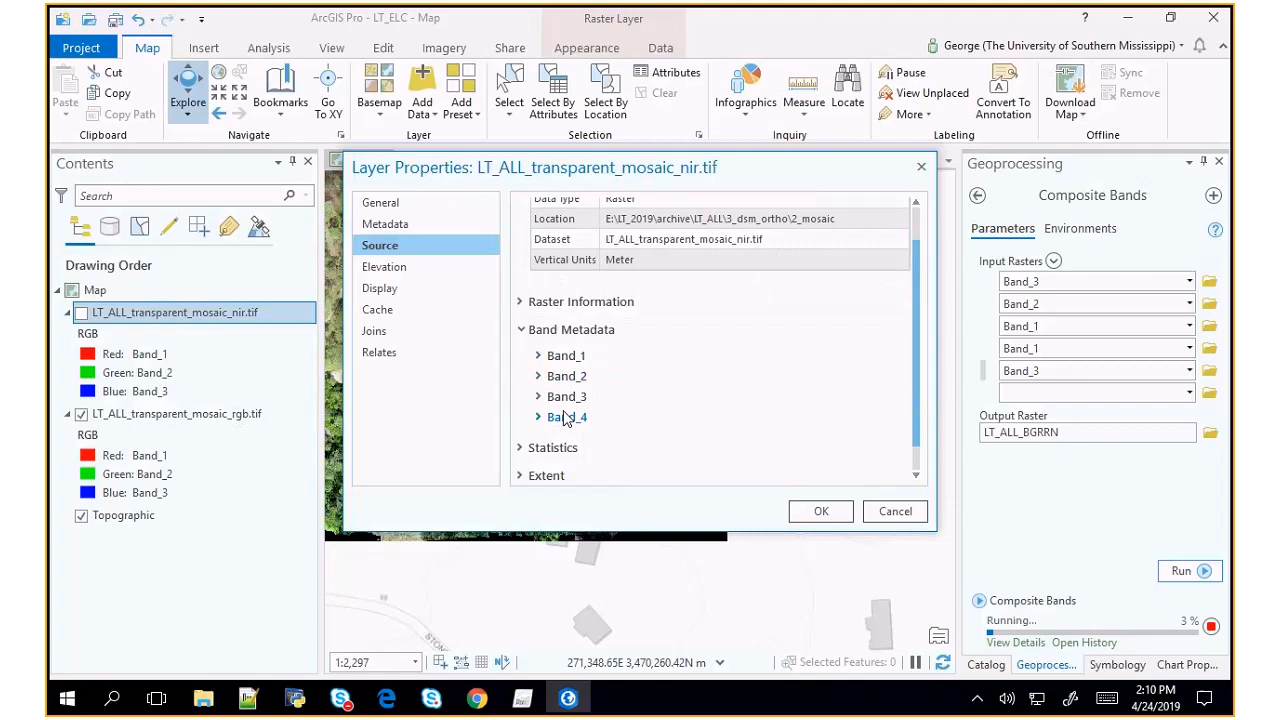 ArcGIS Pro - LT_ELC - Map
Raster Layer
?
Project
Map
Insert
Analysis
View
Edit
Imagery
Share
Appearance
Data
George (The University of Southern Mississippi)
Paste
Cut
Copy
Copy Path
Clipboard
Explore
Bookmarks
Go To XY
Navigate
Basemap
Add Data
Add Preset
Layer
Select
Select By Attributes
Select By Location
Attributes
Clear
Selection
Infographics
Measure
Locate
Inquiry
Pause
View Unplaced
More
Convert To Annotation
Labeling
Download Map
Sync
Remove
Offline
Contents
Search
Drawing Order
Map
LT_ALL_transparent_mosaic_nir.tif
RGB
Red: Band_1
Green: Band_2
Blue: Band_3
LT_ALL_transparent_mosaic_rgb.tif
RGB
Red: Band_1
Green: Band_2
Blue: Band_3
Topographic
Layer Properties: LT_ALL_transparent_mosaic_nir.tif
General
Metadata
Source
Elevation
Display
Cache
Joins
Relates
Data Type Raster
Location E:\LT_2019\archive\LT_ALL\3_dsm_ortho\2_mosaic
Dataset LT_ALL_transparent_mosaic_nir.tif
Vertical Units Meter
Raster Information
Band Metadata
Band_1
Band_2
Band_3
Band_4
Statistics
Extent
OK
Cancel
1:2,297
271,348.65E 3,470,260.42N m
Selected Features: 0
Geoprocessing
Composite Bands
Parameters
Environments
?
Input Rasters
Band_3
Band_2
Band_1
Band_1
Band_3
Output Raster
LT_ALL_BGRRN
Run
Composite Bands
Running...
3 %
View Details Open History
Catalog
Geoproces...
Symbology
Chart Prop...
2:10 PM
4/24/2019